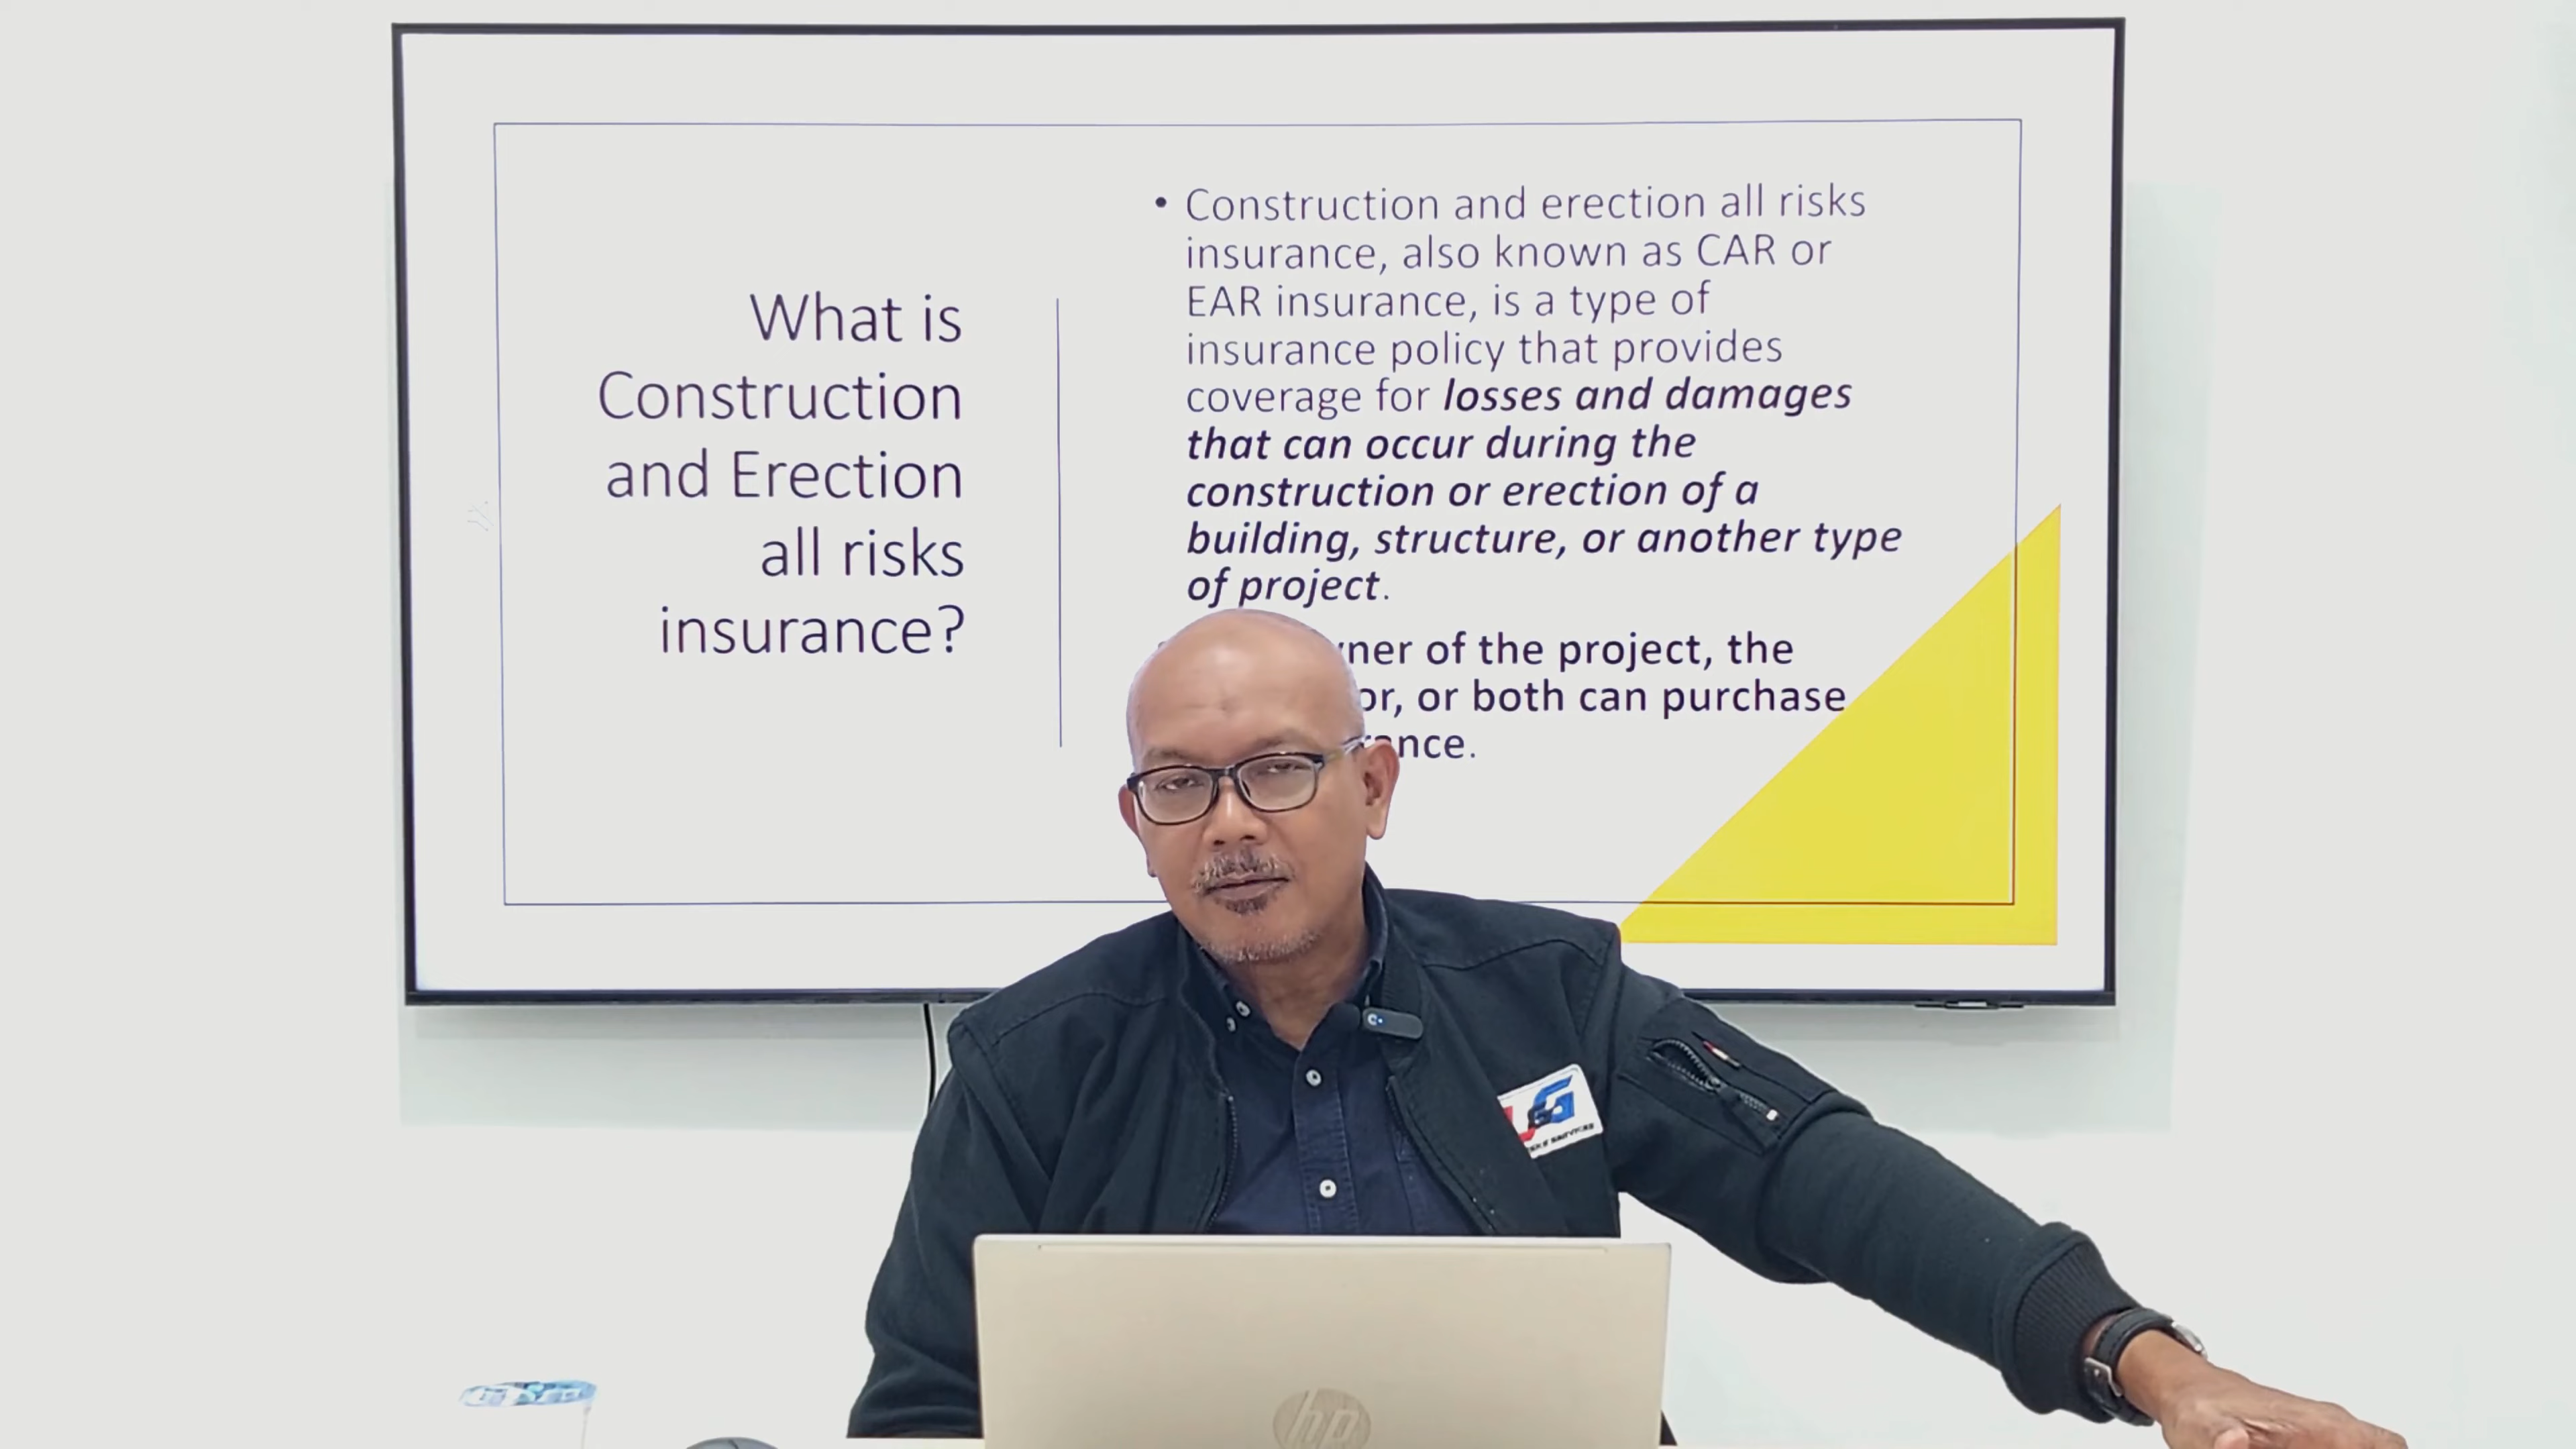 What is
Construction
and Erection
all risks
insurance?
• Construction and erection all risks
insurance, also known as CAR or
EAR insurance, is a type of
insurance policy that provides
coverage for losses and damages
that can occur during the
construction or erection of a
building, structure, or another type
of project.
of the project, the
or both can purchase
hp